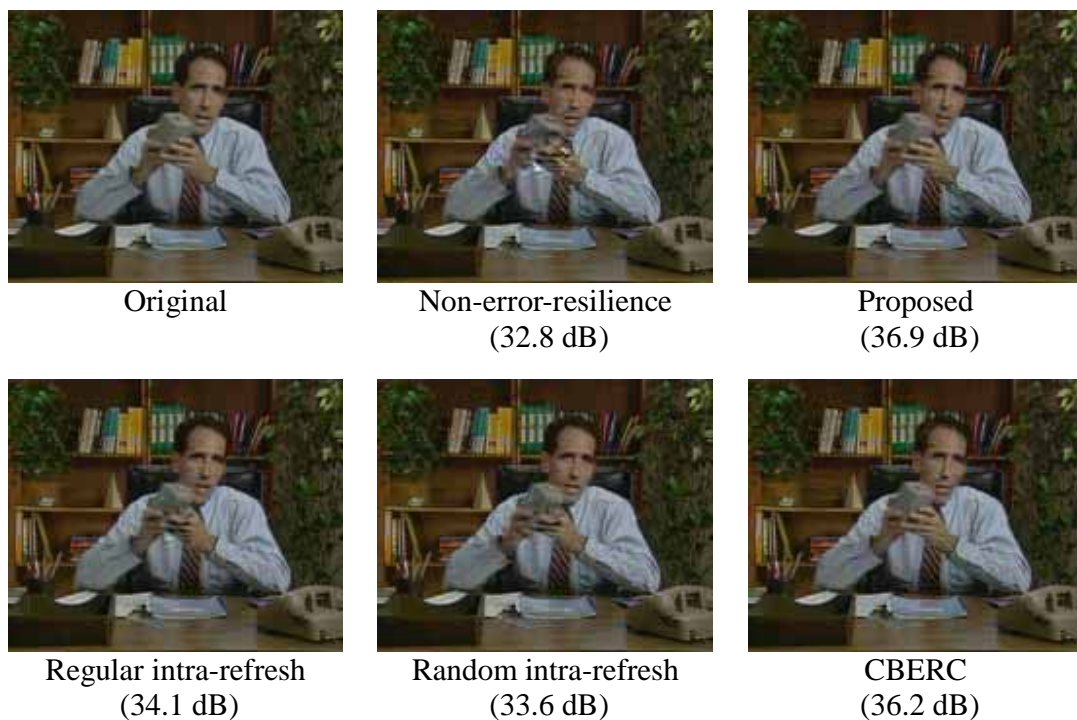 Original
Non-error-resilience
(32.8 dB)
Proposed
(36.9 dB)
Regular intra-refresh
(34.1 dB)
Random intra-refresh
(33.6 dB)
CBERC
(36.2 dB)